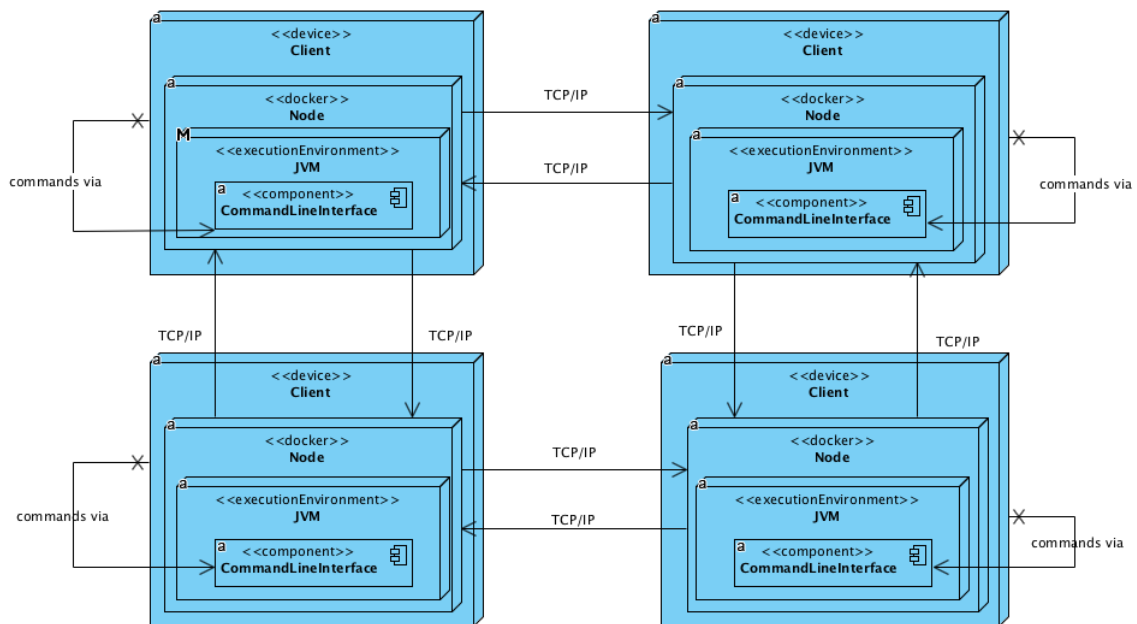 a
<<device>>
Client
a
<<docker>>
Node
M
<<executionEnvironment>>
JVM
a
<<component>>
CommandLineInterface
commands via
TCP/IP
TCP/IP
a
<<device>>
Client
a
<<docker>>
Node
a
<<executionEnvironment>>
JVM
a
<<component>>
CommandLineInterface
commands via
TCP/IP
TCP/IP
TCP/IP
TCP/IP
a
<<device>>
Client
a
<<docker>>
Node
a
<<executionEnvironment>>
JVM
a
<<component>>
CommandLineInterface
commands via
TCP/IP
TCP/IP
a
<<device>>
Client
a
<<docker>>
Node
a
<<executionEnvironment>>
JVM
a
<<component>>
CommandLineInterface
commands via